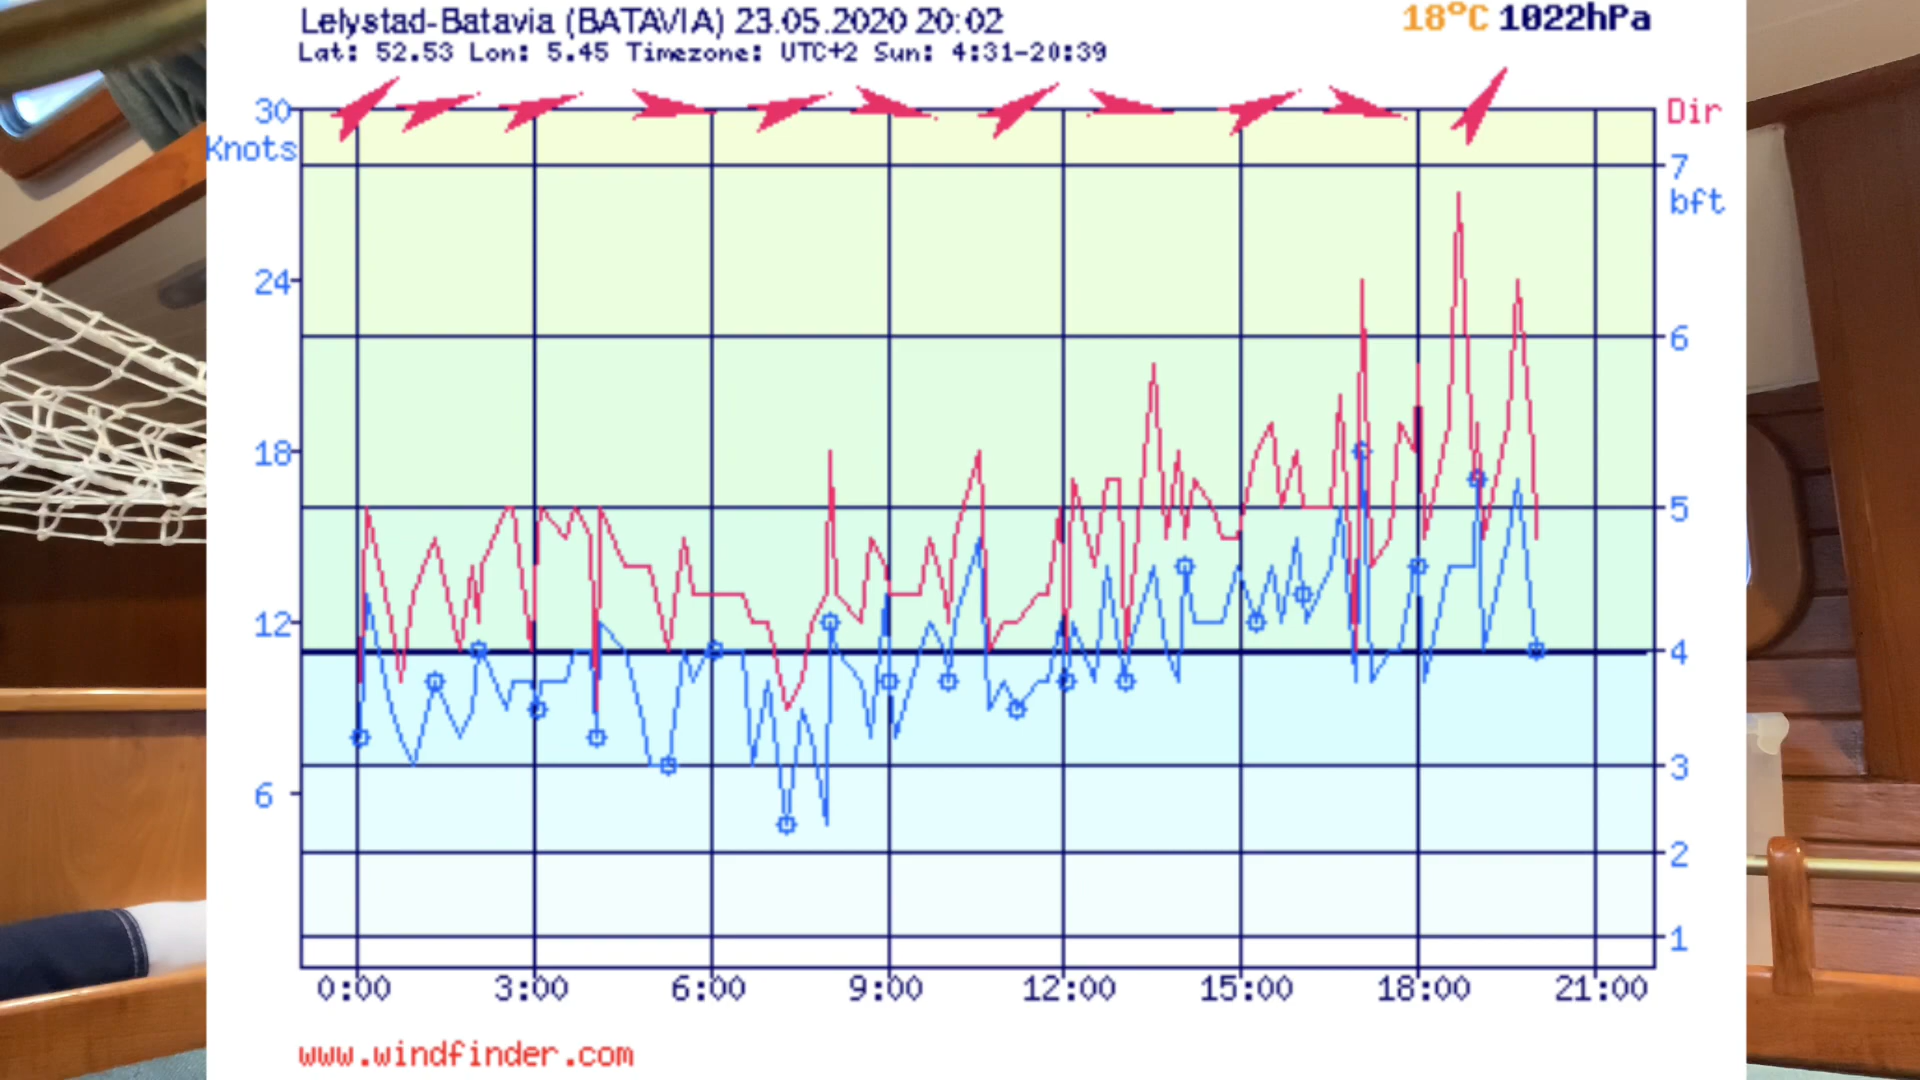 Lelystad-Batavia (BATAVIA) 23.05.2020 20:02
18°C 1022hPa
Lat: 52.53 Lon: 5.45 Timezone: UTC+2 Sun: 4:31-20:39
30
Dir
Knots
7
bft
24
6
18
5
12
4
6
3
2
1
0:00 3:00 6:00 9:00 12:00 15:00 18:00 21:00
www.windfinder.com